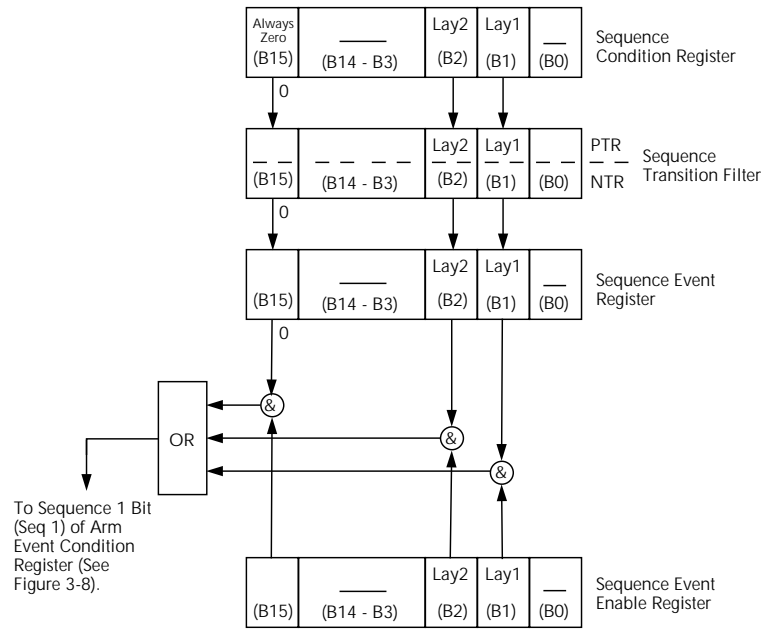 Always
Zero
(B15)
(B14 - B3)
Lay2
(B2)
Lay1
(B1)
(B0)
Sequence
Condition Register
0
(B15)
(B14 - B3)
Lay2
(B2)
Lay1
(B1)
(B0)
PTR
NTR
Sequence
Transition Filter
0
(B15)
(B14 - B3)
Lay2
(B2)
Lay1
(B1)
(B0)
Sequence Event
Register
0
&
OR
&
&
To Sequence 1 Bit
(Seq 1) of Arm
Event Condition
Register (See
Figure 3-8).
(B15)
(B14 - B3)
Lay2
(B2)
Lay1
(B1)
(B0)
Sequence Event
Enable Register